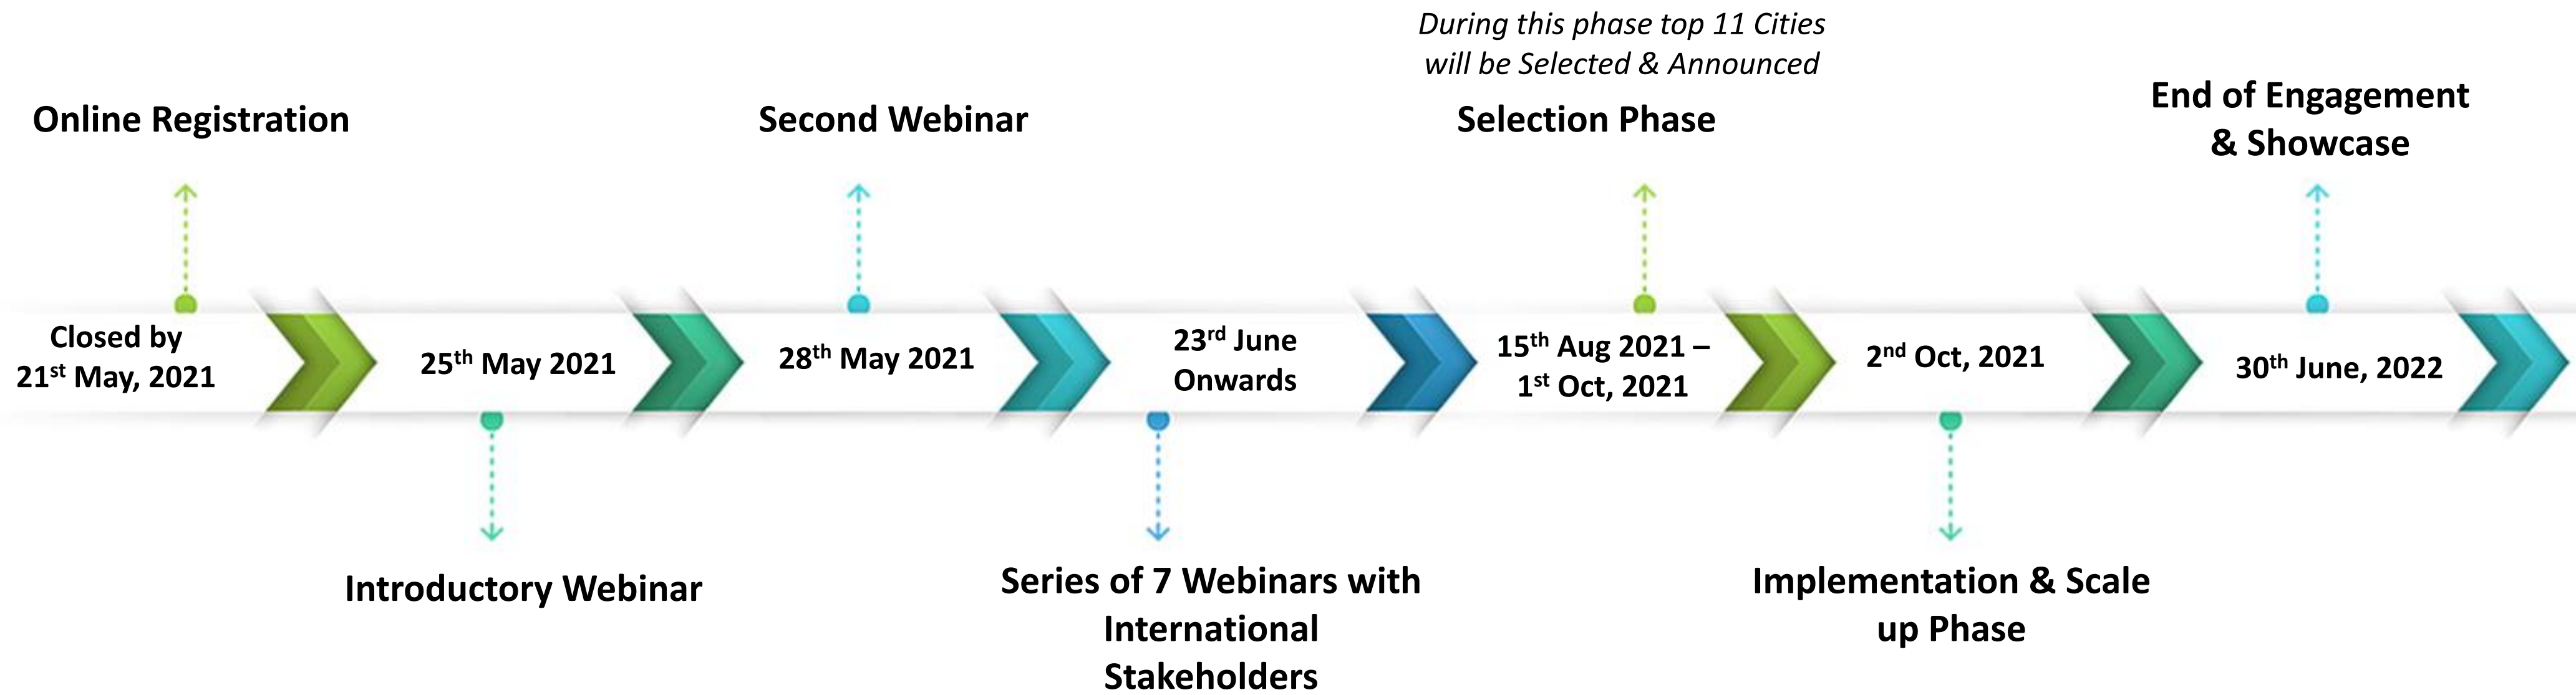 During this phase top 11 Cities
will be Selected & Announced
Online Registration
Second Webinar
Selection Phase
End of Engagement
& Showcase
Closed by
21st May, 2021
25th May 2021
28th May 2021
23rd June
Onwards
15th Aug 2021 –
1st Oct, 2021
2nd Oct, 2021
30th June, 2022
Introductory Webinar
Series of 7 Webinars with
International
Stakeholders
Implementation & Scale
up Phase